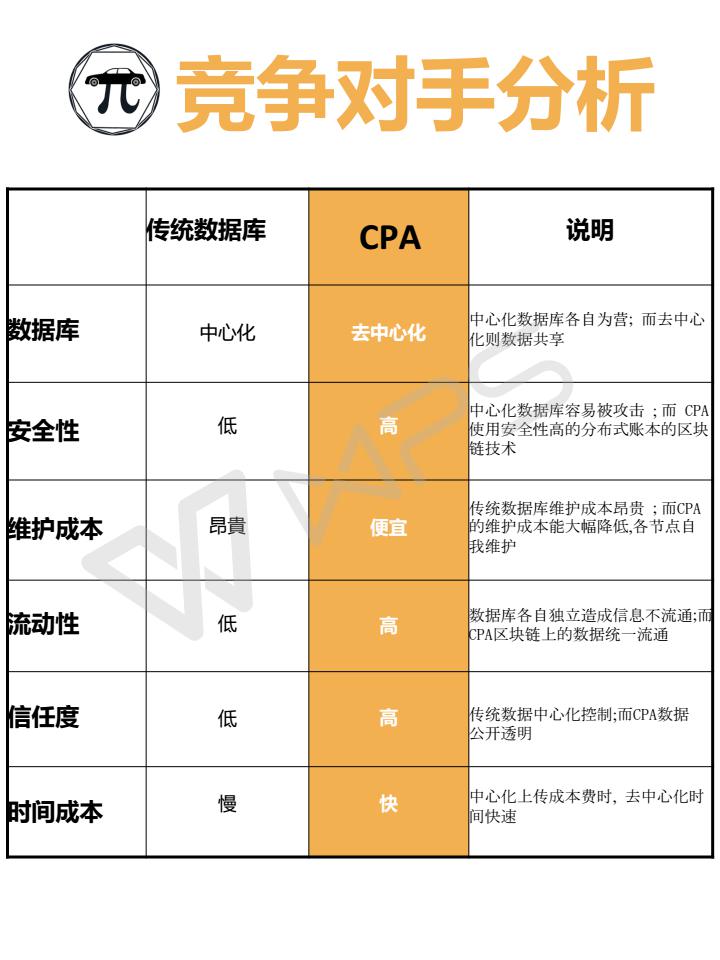 π
竞争对手分析
传统数据库
CPA
说明
数据库
中心化
去中心化
中心化数据库各自为营; 而去中心
化则数据共享
安全性
低
高
中心化数据库容易被攻击 ;而 CPA
使用安全性高的分布式账本的区块
链技术
维护成本
昂貴
便宜
传统数据库维护成本昂贵 ;而CPA
的维护成本能大幅降低,各节点自
我维护
流动性
低
高
数据库各自独立造成信息不流通;而
CPA区块链上的数据统一流通
信任度
低
高
传统数据中心化控制;而CPA数据
公开透明
时间成本
慢
快
中心化上传成本费时, 去中心化时
间快速
WPS